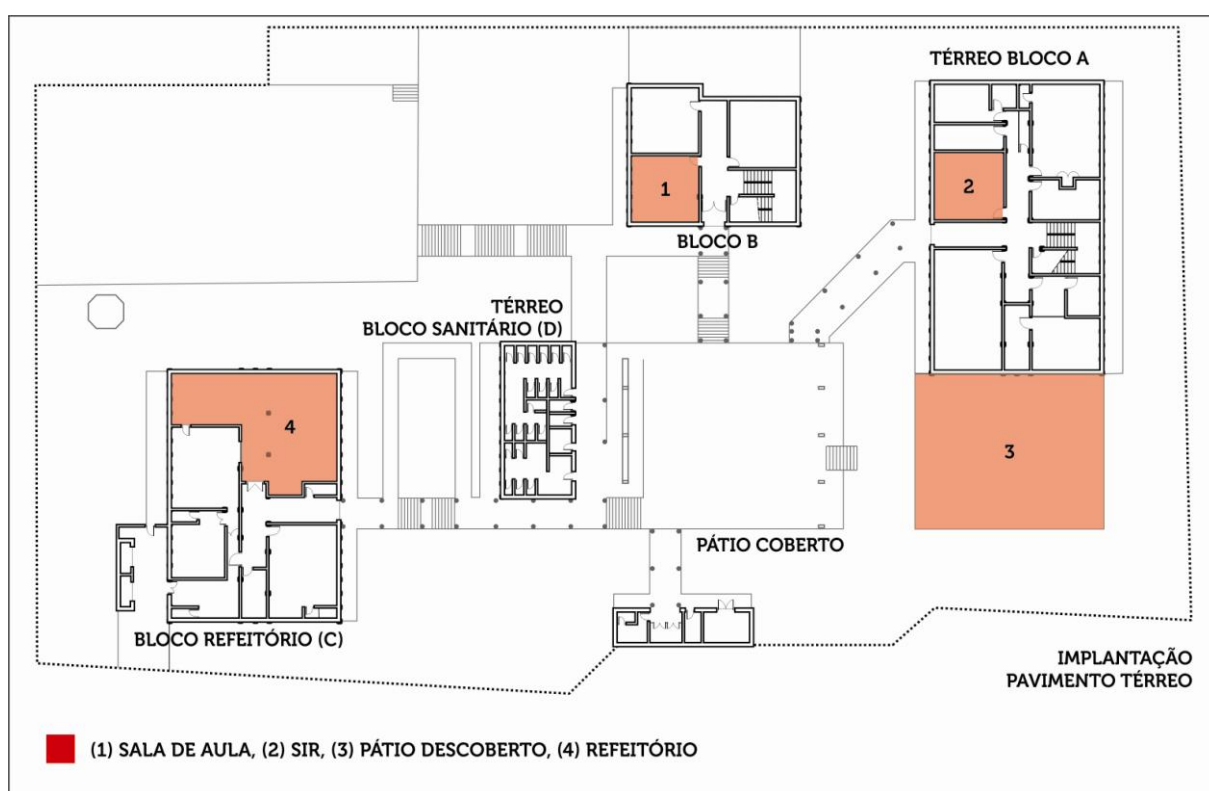 TÉRREO BLOCO A
1
2
BLOCO B
TÉRREO
BLOCO SANITÁRIO (D)
4
3
PÁTIO COBERTO
BLOCO REFEITÓRIO (C)
IMPLANTAÇÃO
PAVIMENTO TÉRREO
(1) SALA DE AULA, (2) SIR, (3) PÁTIO DESCOBERTO, (4) REFEITÓRIO